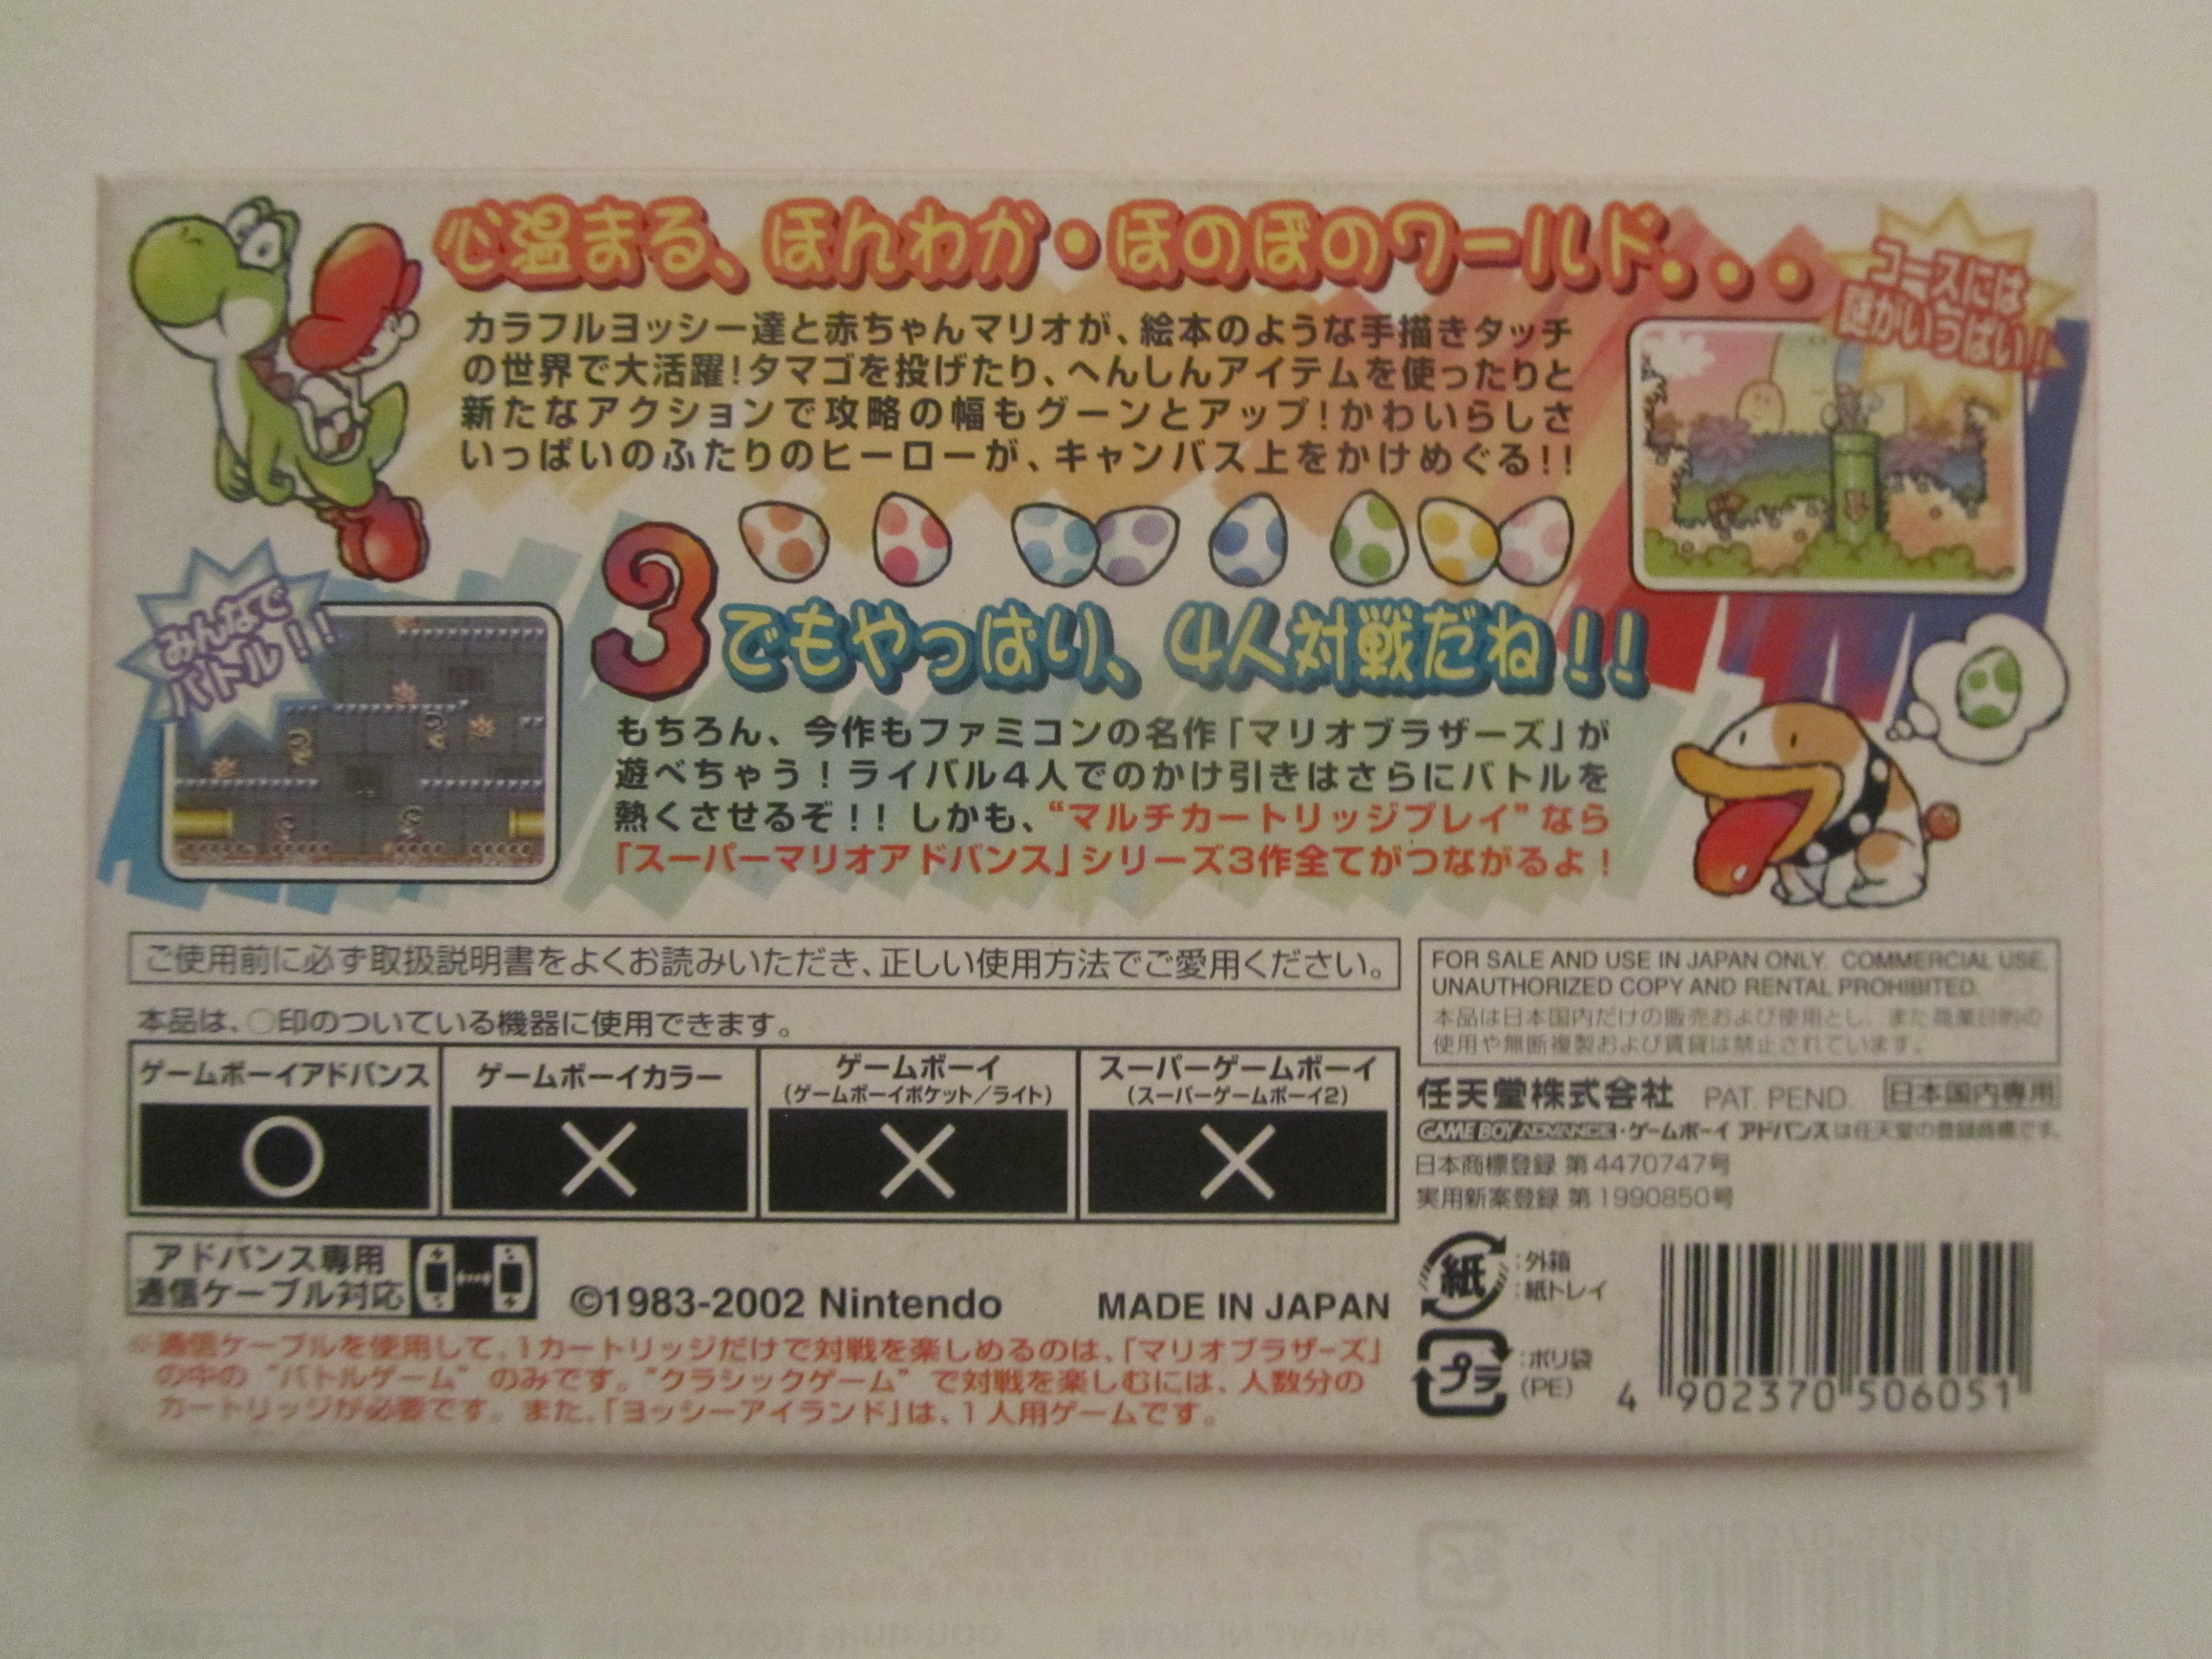 心温まる、ほんわか・ほのぼのワールド・・・
コースには
謎がいっぱい！
カラフルヨッシー達と赤ちゃんマリオが、絵本のような手描きタッチ
の世界で大活躍！タマゴを投げたり、へんしんアイテムを使ったりと
新たなアクションで攻略の幅もグーンとアップ！かわいらしさ
いっぱいのふたりのヒーローが、キャンバス上をかけめぐる！！
みんなで
バトル！！
3でもやっぱり、4人対戦だね！！
もちろん、今作もファミコンの名作「マリオブラザーズ」が
遊べちゃう！ライバル4人でのかけ引きはさらにバトルを
熱くさせるぞ！！しかも、“マルチカートリッジプレイ”なら
「スーパーマリオアドバンス」シリーズ3作全てがつながるよ！
ご使用前に必ず取扱説明書をよくお読みいただき、正しい使用方法でご愛用ください。
本品は、○印のついている機器に使用できます。
ゲームボーイアドバンス
○
ゲームボーイカラー
×
ゲームボーイ
（ゲームボーイポケット／ライト）
×
スーパーゲームボーイ
（スーパーゲームボーイ2）
×
アドバンス専用
通信ケーブル対応
©1983-2002 Nintendo
MADE IN JAPAN
※通信ケーブルを使用して、1カートリッジだけで対戦を楽しめるのは、「マリオブラザーズ」
の中の“バトルゲーム”のみです。“クラシックゲーム”で対戦を楽しむには、人数分の
カートリッジが必要です。また、「ヨッシーアイランド」は、1人用ゲームです。
FOR SALE AND USE IN JAPAN ONLY. COMMERCIAL USE,
UNAUTHORIZED COPY AND RENTAL PROHIBITED.
本品は日本国内だけの販売および使用とし、また商業目的の
使用や無断複製および賃貸は禁止されています。
任天堂株式会社 PAT. PEND. 日本国内専用
GAME BOY ADVANCE・ゲームボーイ アドバンスは任天堂の登録商標です。
日本商標登録 第4470747号
実用新案登録 第1990850号
紙 :外箱
:紙トレイ
プラ :ポリ袋
(PE)
4 902370 506051